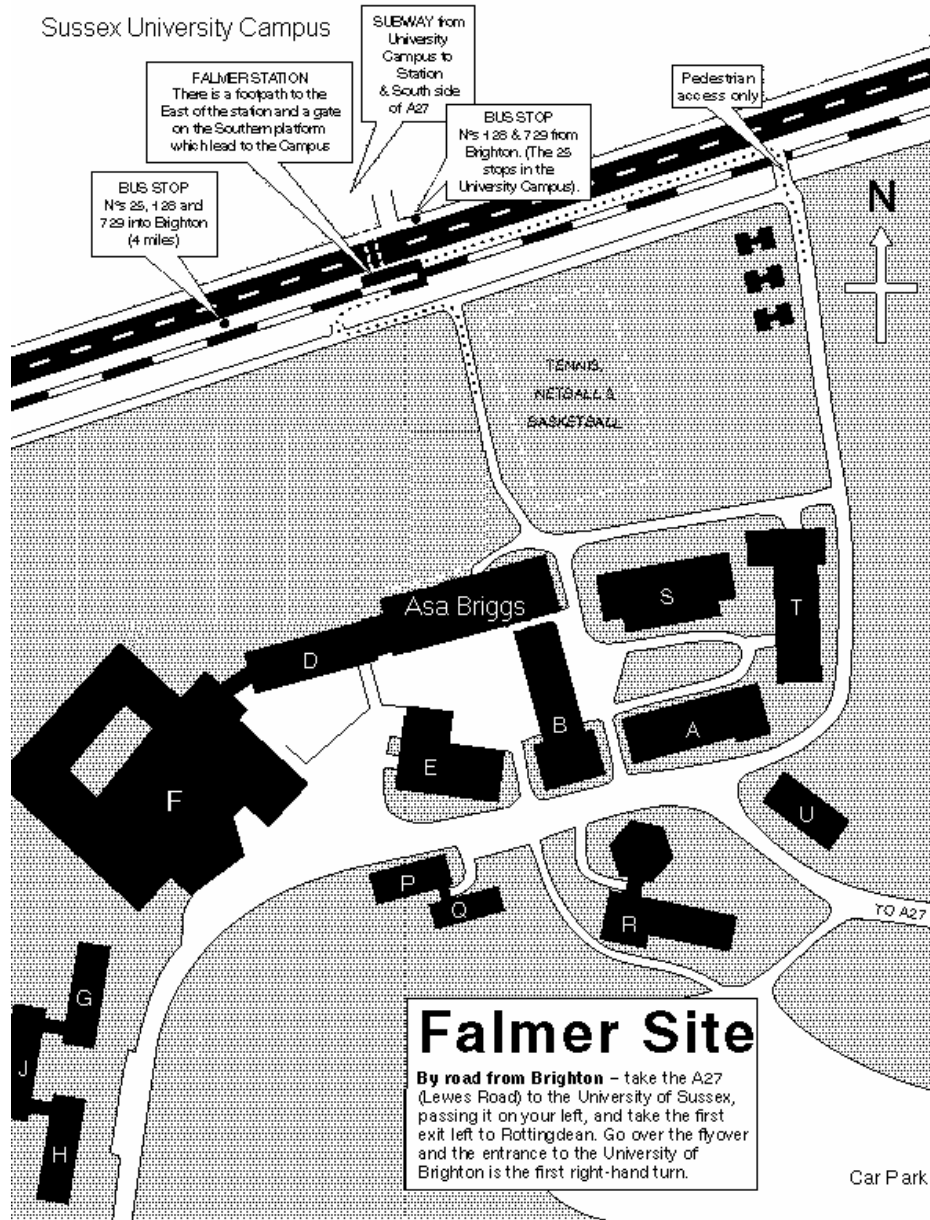 Sussex University Campus
SUBWAY from
University
Campus to
Station
& South side
of A27
FALMER STATION
There is a footpath to the
East of the station and a gate
on the Southern platform
which lead to the Campus
Pedestrian
access only
BUS STOP
Nºs 128 & 729 from
Brighton. (The 25
stops in the
University Campus).
BUS STOP
Nºs 25, 128 and
729 into Brighton
(4 miles)
N
TENNIS,
NETBALL &
BASKETBALL
Asa Briggs
S
T
D
B
A
E
F
U
P
Q
R
TO A27
G
J
H
Falmer Site
By road from Brighton – take the A27
(Lewes Road) to the University of Sussex,
passing it on your left, and take the first
exit left to Rottingdean. Go over the flyover
and the entrance to the University of
Brighton is the first right-hand turn.
Car Park